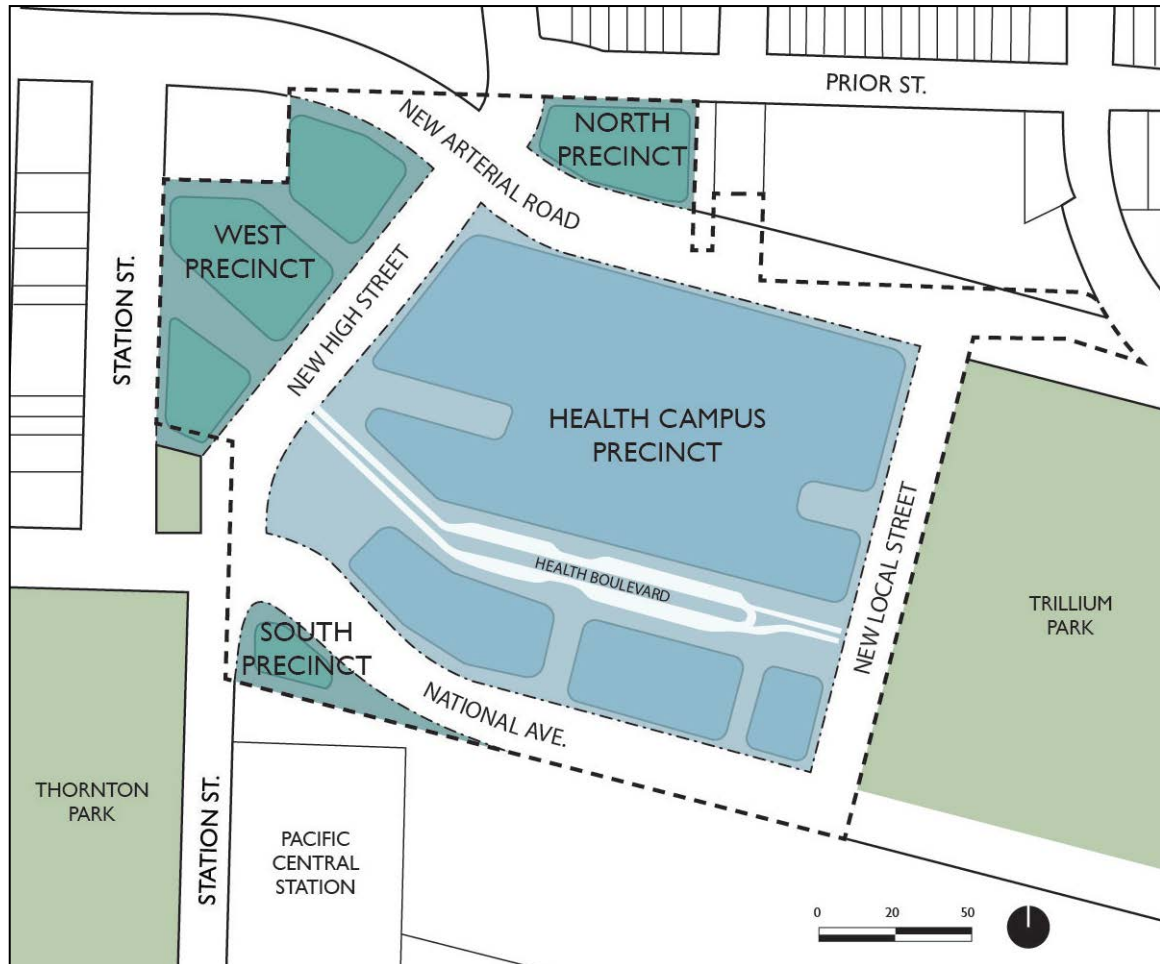 PRIOR ST.
NEW ARTERIAL ROAD
NORTH
PRECINCT
WEST
PRECINCT
STATION ST.
NEW HIGH STREET
HEALTH CAMPUS
PRECINCT
HEALTH BOULEVARD
NEW LOCAL STREET
TRILLIUM
PARK
SOUTH
PRECINCT
NATIONAL AVE.
THORNTON
PARK
STATION ST.
PACIFIC
CENTRAL
STATION
0 20 50